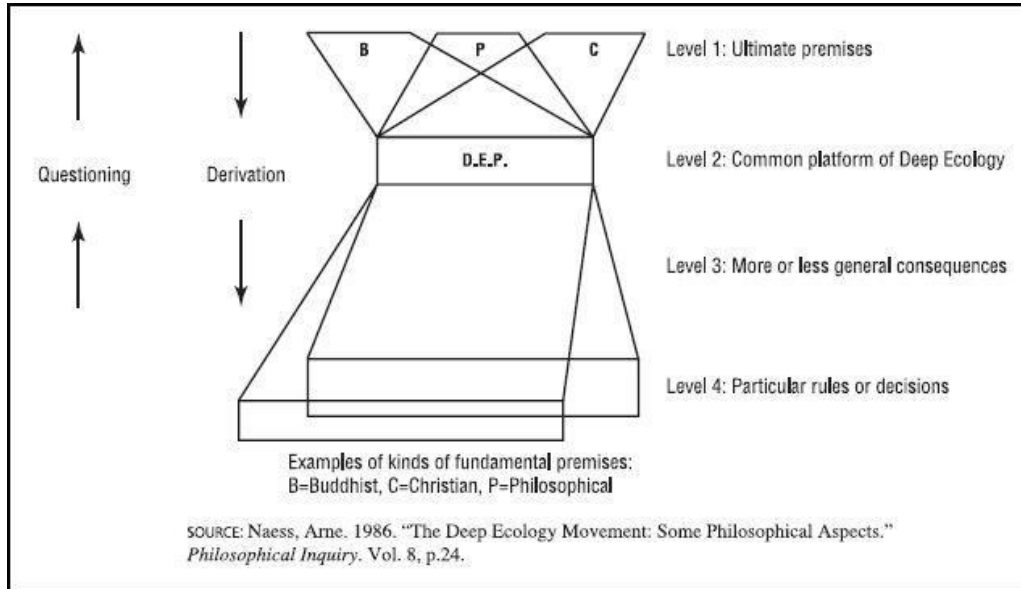 B P C Level 1: Ultimate premises
D.E.P. Level 2: Common platform of Deep Ecology
Questioning Derivation
Level 3: More or less general consequences
Level 4: Particular rules or decisions
Examples of kinds of fundamental premises:
B=Buddhist, C=Christian, P=Philosophical
SOURCE: Naess, Arne. 1986. “The Deep Ecology Movement: Some Philosophical Aspects.”
Philosophical Inquiry. Vol. 8, p.24.